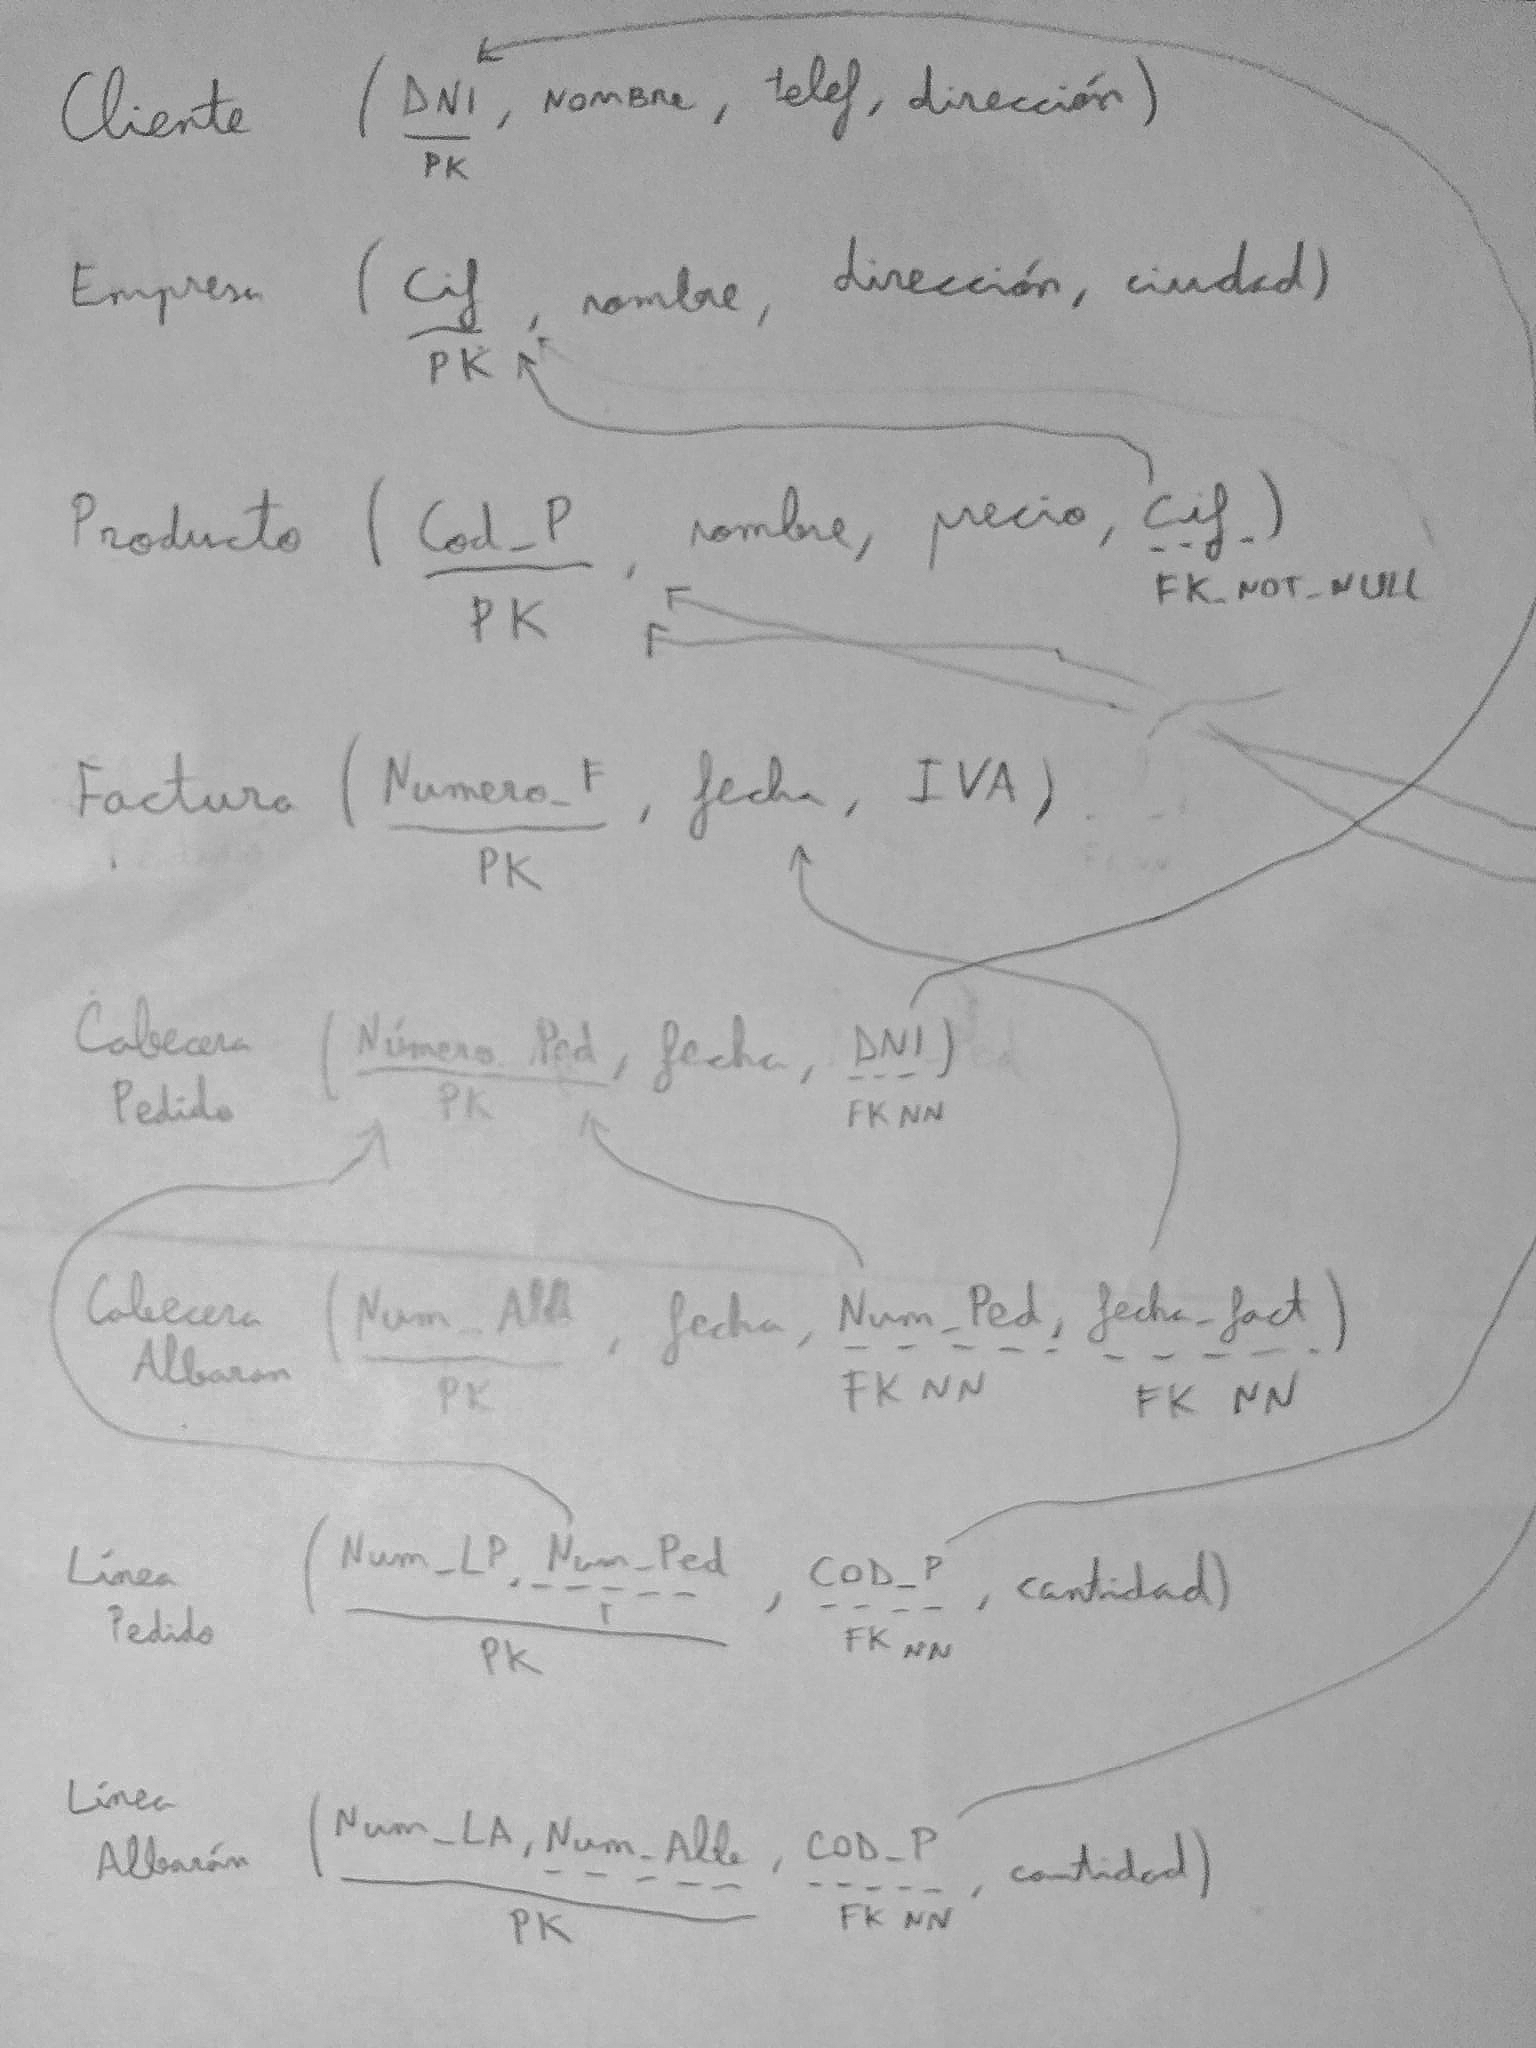 Cliente (DNI, NOMBRE, telef, dirección)
PK
Empresa (Cif, nombre, dirección, ciudad)
PK
Producto (Cod_P, nombre, precio, Cif)
PK FK_NOT_NULL
Factura (Numero_F, fecha, IVA)
PK
Cabecera (Número_Ped, fecha, DNI)
Pedido PK FK NN
Cabecera (Num_Alb, fecha, Num_Ped, fecha_fact)
Albaran PK FK NN FK NN
Línea (Num_LP, Num_Ped, COD_P, cantidad)
Pedido PK FK NN
Línea (Num_LA, Num_Alb, COD_P, cantidad)
Albarán PK FK NN